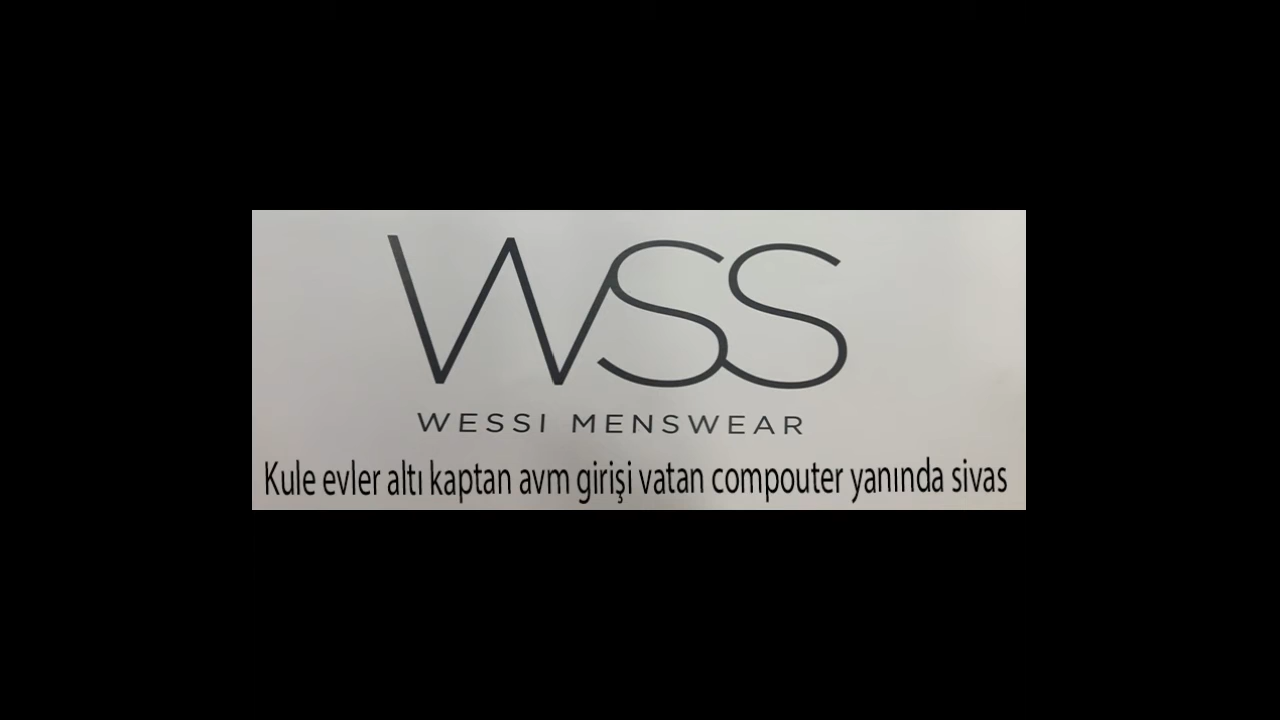 WSS
WESSI MENSWEAR
Kule evler altı kaptan avm girişi vatan compouter yanında sivas